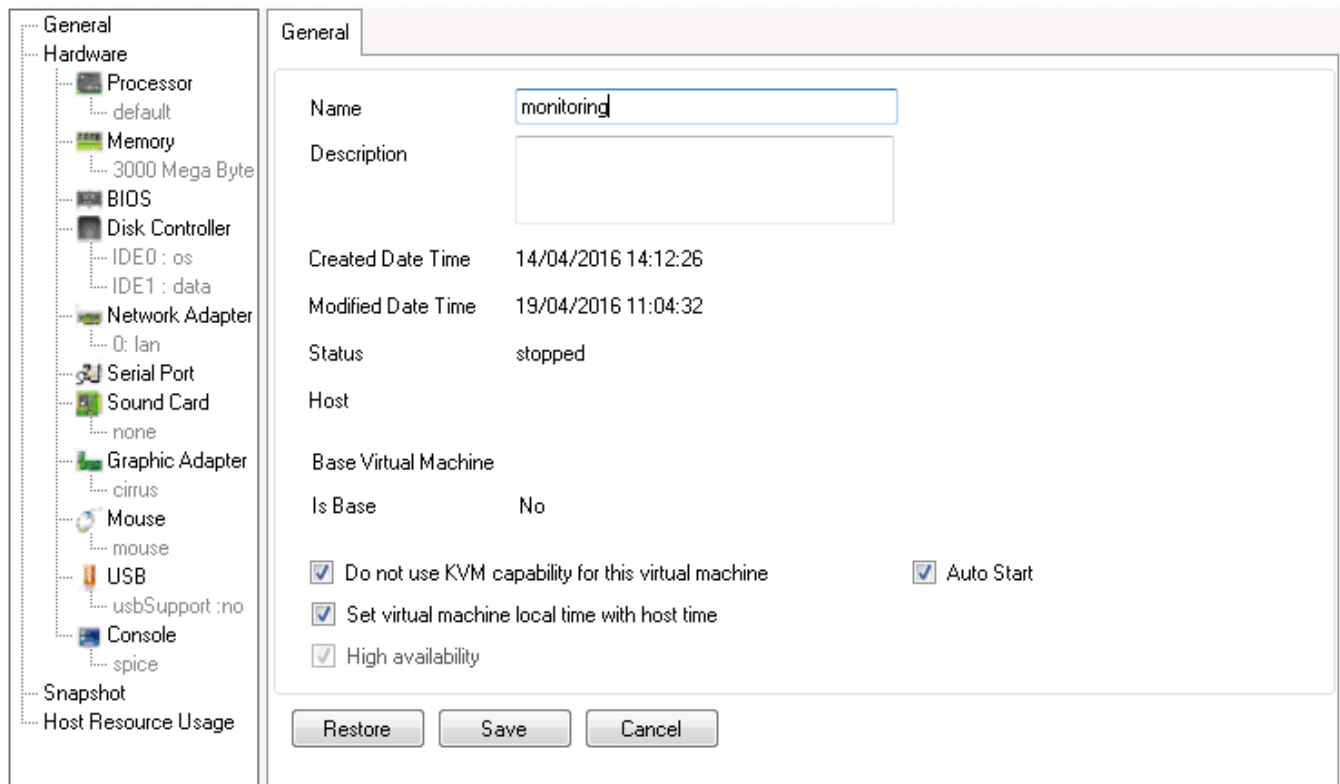 General
Hardware
Processor
default
Memory
3000 Mega Byte
BIOS
Disk Controller
IDE0 : os
IDE1 : data
Network Adapter
0: lan
Serial Port
Sound Card
none
Graphic Adapter
cirrus
Mouse
mouse
USB
usbSupport :no
Console
spice
Snapshot
Host Resource Usage
General
Name monitoring
Description
Created Date Time 14/04/2016 14:12:26
Modified Date Time 19/04/2016 11:04:32
Status stopped
Host
Base Virtual Machine
Is Base No
Do not use KVM capability for this virtual machine Auto Start
Set virtual machine local time with host time
High availability
Restore Save Cancel